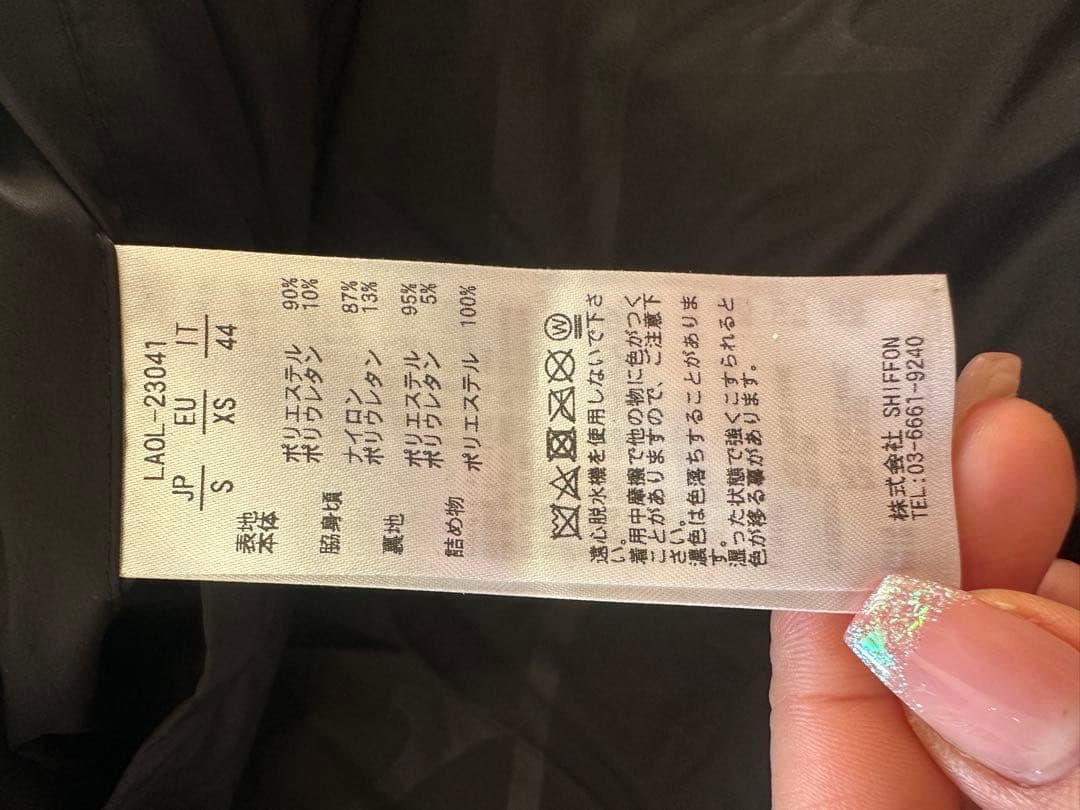 LAOL-23041
JP EU IT
S XS 44
表地
本体 ポリエステル 90%
ポリウレタン 10%
脇身頃 ナイロン 87%
ポリウレタン 13%
裏地 ポリエステル 95%
ポリウレタン 5%
詰め物 ポリエステル 100%
W
遠心脱水機を使用しないで下さ
い。
着用中摩擦で他の物に色がつく
ことがありますので、ご注意下
さい。
濃色は色落ちすることがありま
す。
湿った状態で強くこすられると
色が移る事があります。
株式会社 SHIFFON
TEL:03-6661-9240